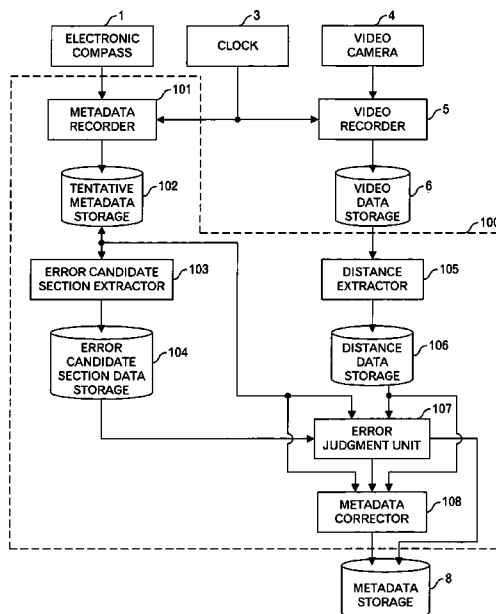 1
3
4
ELECTRONIC
COMPASS
CLOCK
VIDEO
CAMERA
101
METADATA
RECORDER
VIDEO
RECORDER
5
TENTATIVE
METADATA
STORAGE
102
VIDEO
DATA
STORAGE
6
100
ERROR CANDIDATE
SECTION EXTRACTOR
103
DISTANCE
EXTRACTOR
105
ERROR
CANDIDATE
SECTION DATA
STORAGE
104
DISTANCE
DATA
STORAGE
106
107
ERROR
JUDGMENT UNIT
METADATA
CORRECTOR
108
8
METADATA
STORAGE